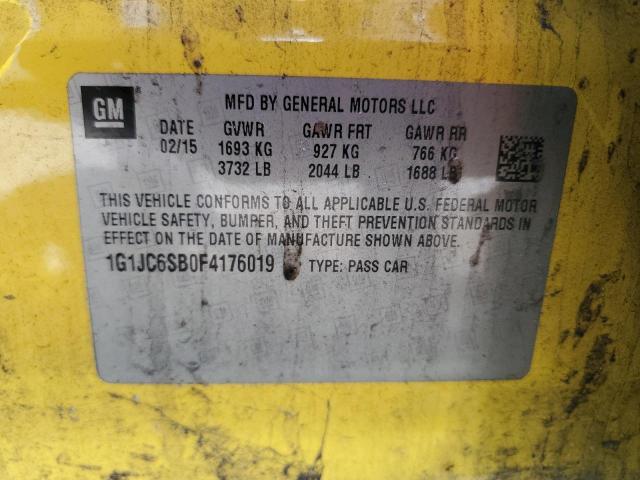 GM
MFD BY GENERAL MOTORS LLC
DATE GVWR GAWR FRT GAWR RR
02/15 1693 KG 927 KG 766 KG
3732 LB 2044 LB 1688 LB
THIS VEHICLE CONFORMS TO ALL APPLICABLE U.S. FEDERAL MOTOR
VEHICLE SAFETY, BUMPER, AND THEFT PREVENTION STANDARDS IN
EFFECT ON THE DATE OF MANUFACTURE SHOWN ABOVE.
1G1JC6SB0F4176019 TYPE: PASS CAR